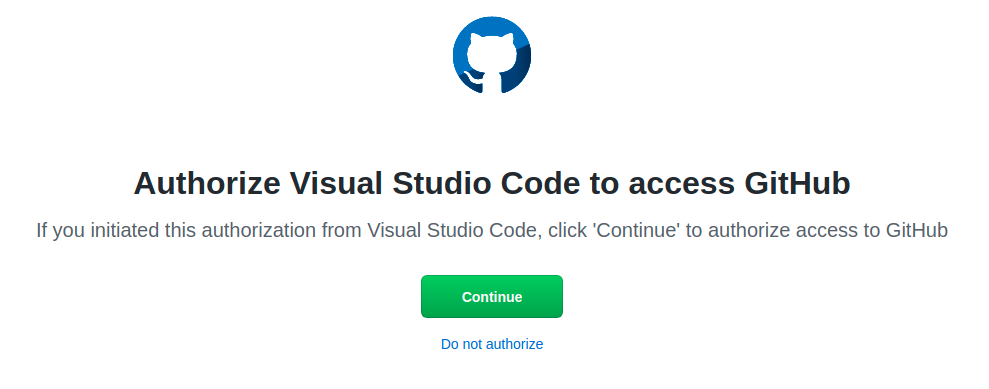 Authorize Visual Studio Code to access GitHub
If you initiated this authorization from Visual Studio Code, click 'Continue' to authorize access to GitHub
Continue
Do not authorize